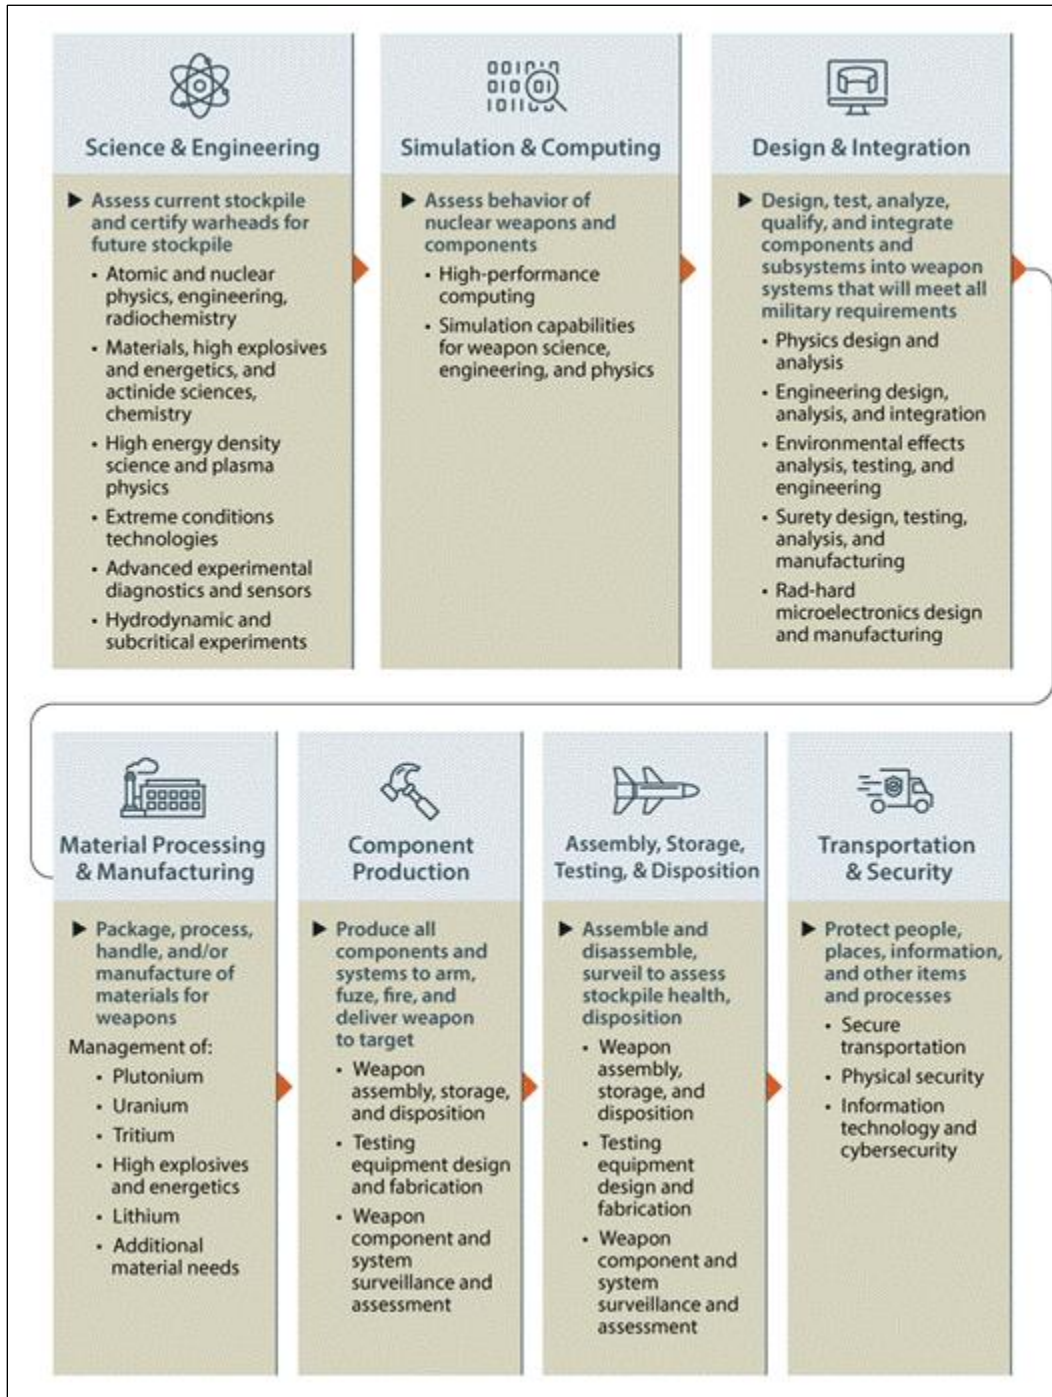 Science & Engineering
▶ Assess current stockpile
and certify warheads for
future stockpile
• Atomic and nuclear
physics, engineering,
radiochemistry
• Materials, high explosives
and energetics, and
actinide sciences,
chemistry
• High energy density
science and plasma
physics
• Extreme conditions
technologies
• Advanced experimental
diagnostics and sensors
• Hydrodynamic and
subcritical experiments
Simulation & Computing
▶ Assess behavior of
nuclear weapons and
components
• High-performance
computing
• Simulation capabilities
for weapon science,
engineering, and physics
Design & Integration
▶ Design, test, analyze,
qualify, and integrate
components and
subsystems into weapon
systems that will meet all
military requirements
• Physics design and
analysis
• Engineering design,
analysis, and integration
• Environmental effects
analysis, testing, and
engineering
• Surety design, testing,
analysis, and
manufacturing
• Rad-hard
microelectronics design
and manufacturing
Material Processing
& Manufacturing
▶ Package, process,
handle, and/or
manufacture of
materials for
weapons
Management of:
• Plutonium
• Uranium
• Tritium
• High explosives
and energetics
• Lithium
• Additional
material needs
Component
Production
▶ Produce all
components and
systems to arm,
fuze, fire, and
deliver weapon
to target
• Weapon
assembly, storage,
and disposition
• Testing
equipment design
and fabrication
• Weapon
component and
system
surveillance and
assessment
Assembly, Storage,
Testing, & Disposition
▶ Assemble and
disassemble,
surveil to assess
stockpile health,
disposition
• Weapon
assembly,
storage, and
disposition
• Testing
equipment
design and
fabrication
• Weapon
component and
system
surveillance and
assessment
Transportation
& Security
▶ Protect people,
places, information,
and other items
and processes
• Secure
transportation
• Physical security
• Information
technology and
cybersecurity